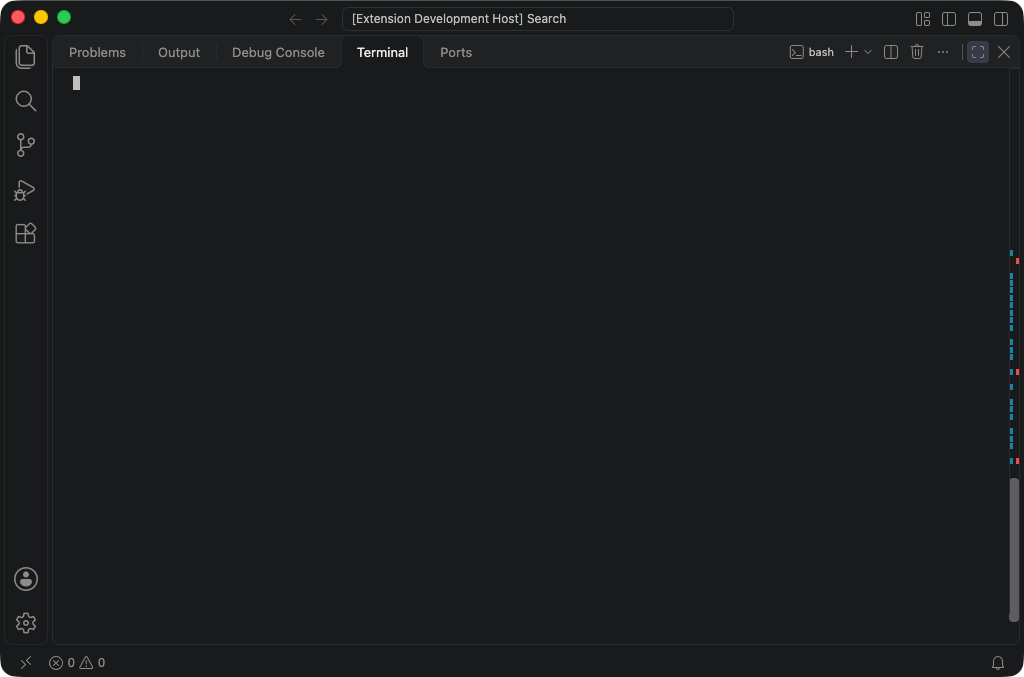 [Extension Development Host] Search
Problems Output Debug Console Terminal Ports bash
0 0